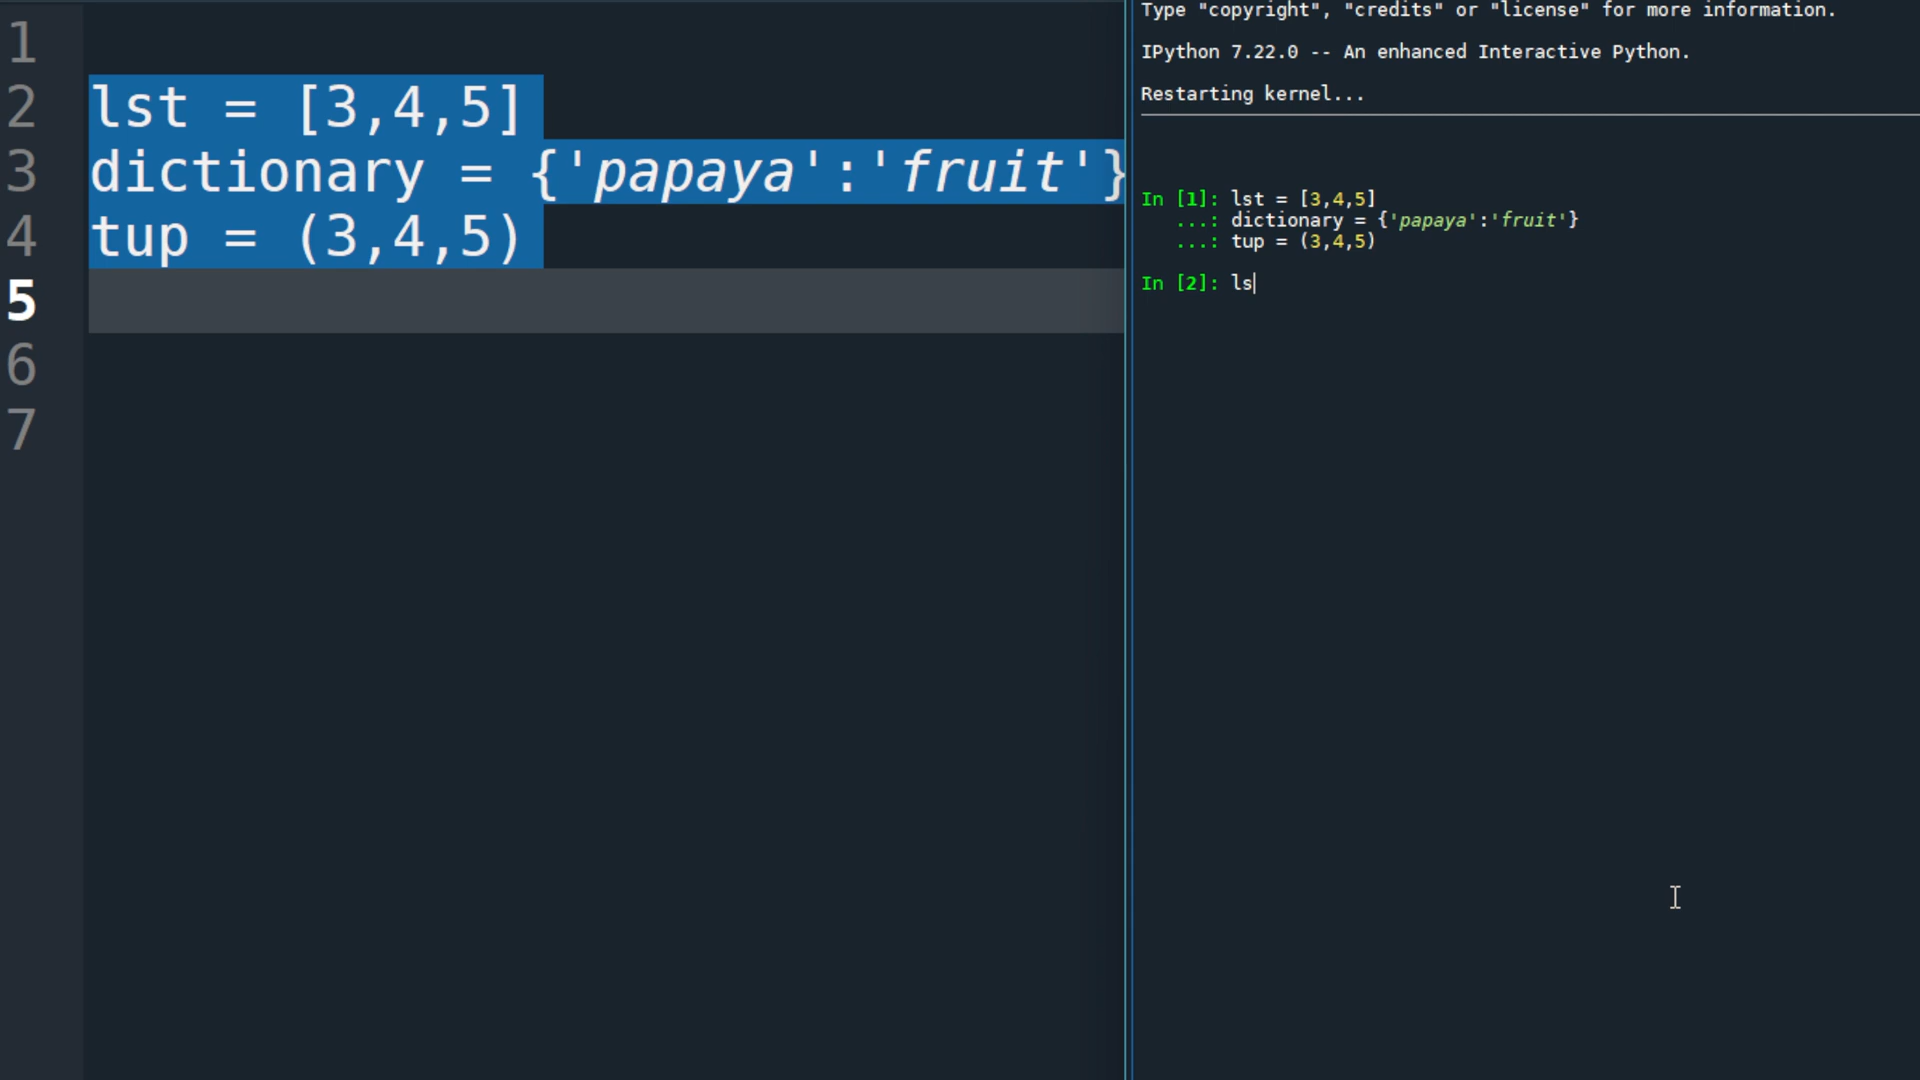 1
2 lst = [3,4,5]
3 dictionary = {'papaya':'fruit'}
4 tup = (3,4,5)
5
6
7
Type "copyright", "credits" or "license" for more information.
IPython 7.22.0 -- An enhanced Interactive Python.
Restarting kernel...
In [1]: lst = [3,4,5]
...: dictionary = {'papaya':'fruit'}
...: tup = (3,4,5)
In [2]: ls